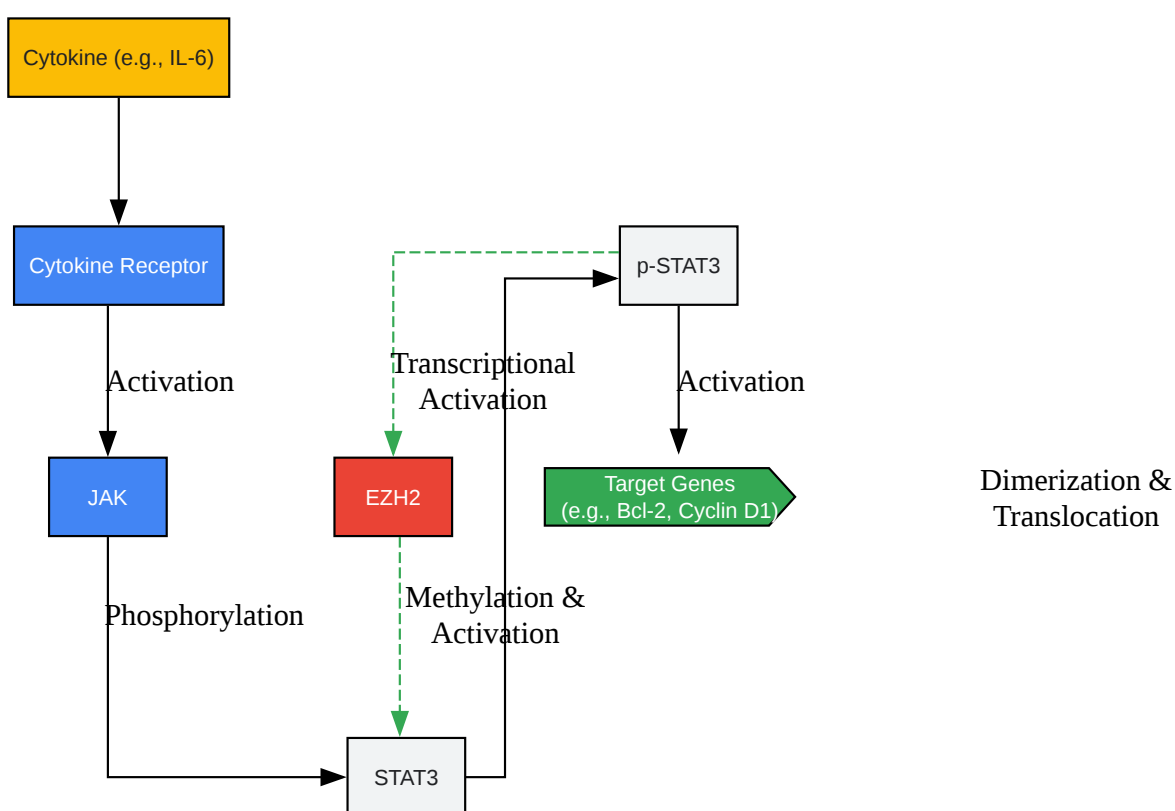 Cytokine (e.g., IL-6)
Cytokine Receptor
p-STAT3
Activation
Transcriptional
Activation
Activation
JAK
EZH2
Target Genes
(e.g., Bcl-2, Cyclin D1)
Dimerization &
Translocation
Phosphorylation
Methylation &
Activation
STAT3